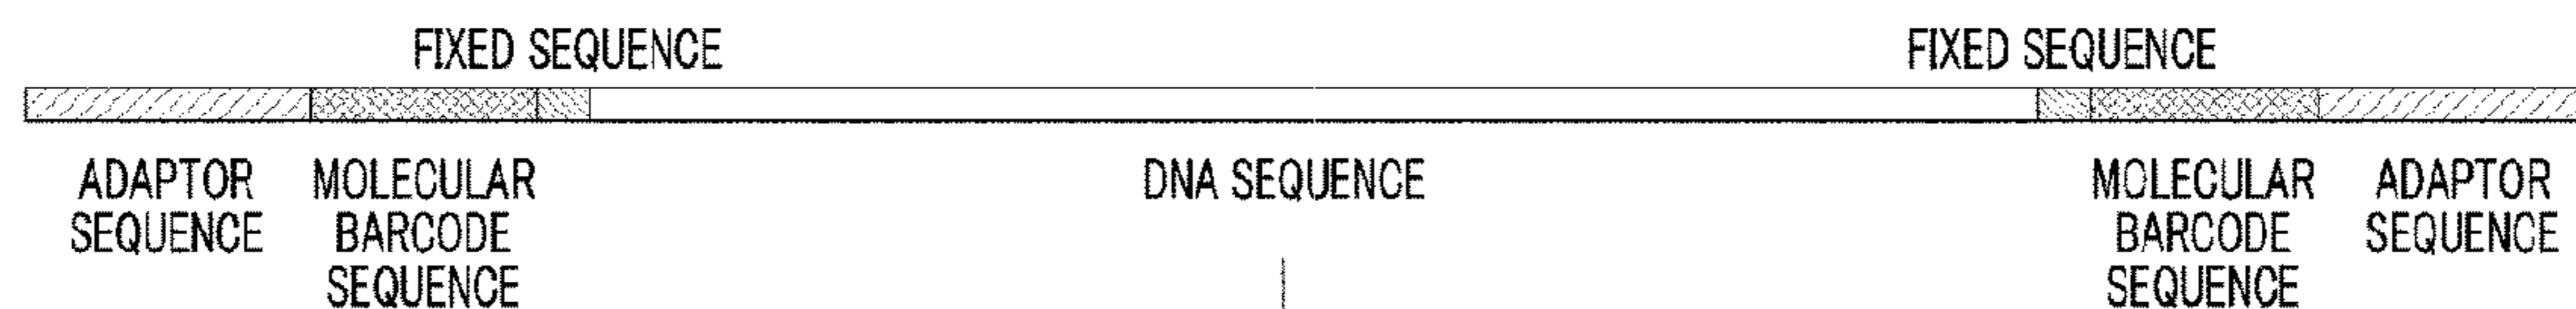 FIXED SEQUENCE FIXED SEQUENCE
ADAPTOR MOLECULAR DNA SEQUENCE MOLECULAR ADAPTOR
SEQUENCE BARCODE BARCODE SEQUENCE
SEQUENCE SEQUENCE